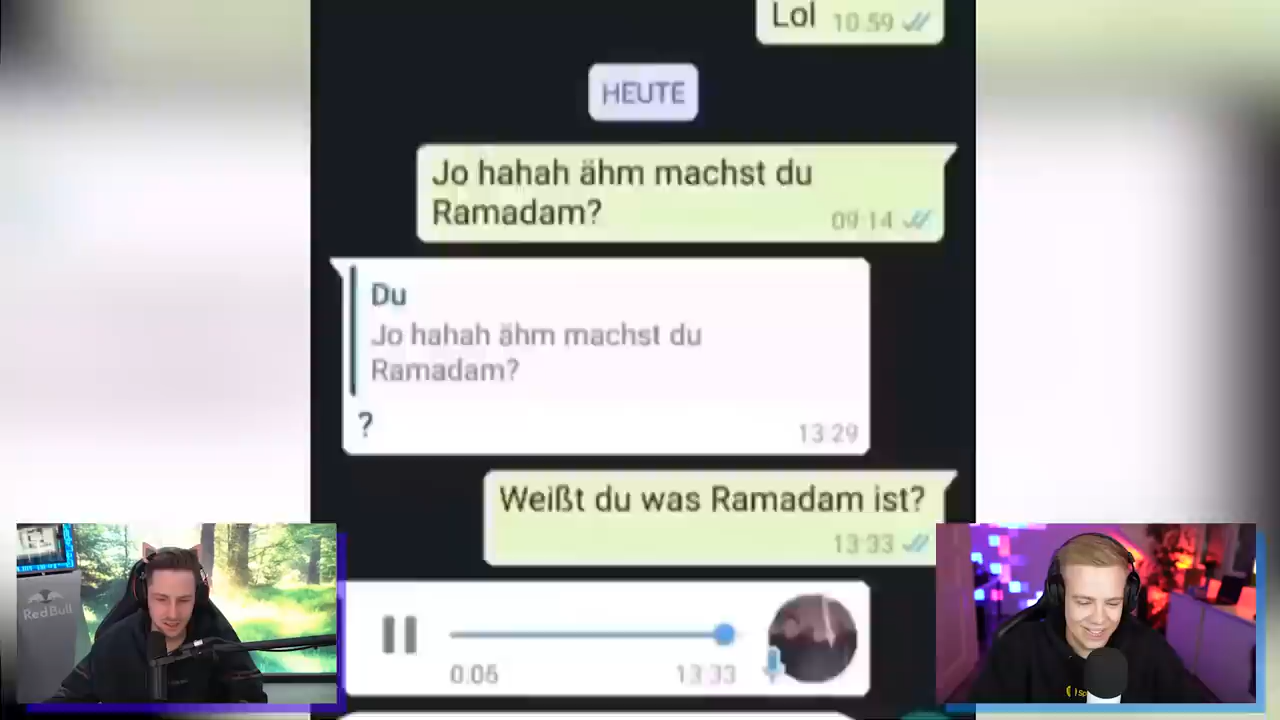 Lol 10:59
HEUTE
Jo hahah ähm machst du
Ramadam?
09:14
Du
Jo hahah ähm machst du
Ramadam?
?
13:29
Weißt du was Ramadam ist?
13:33
0:05 13:33
RedBull